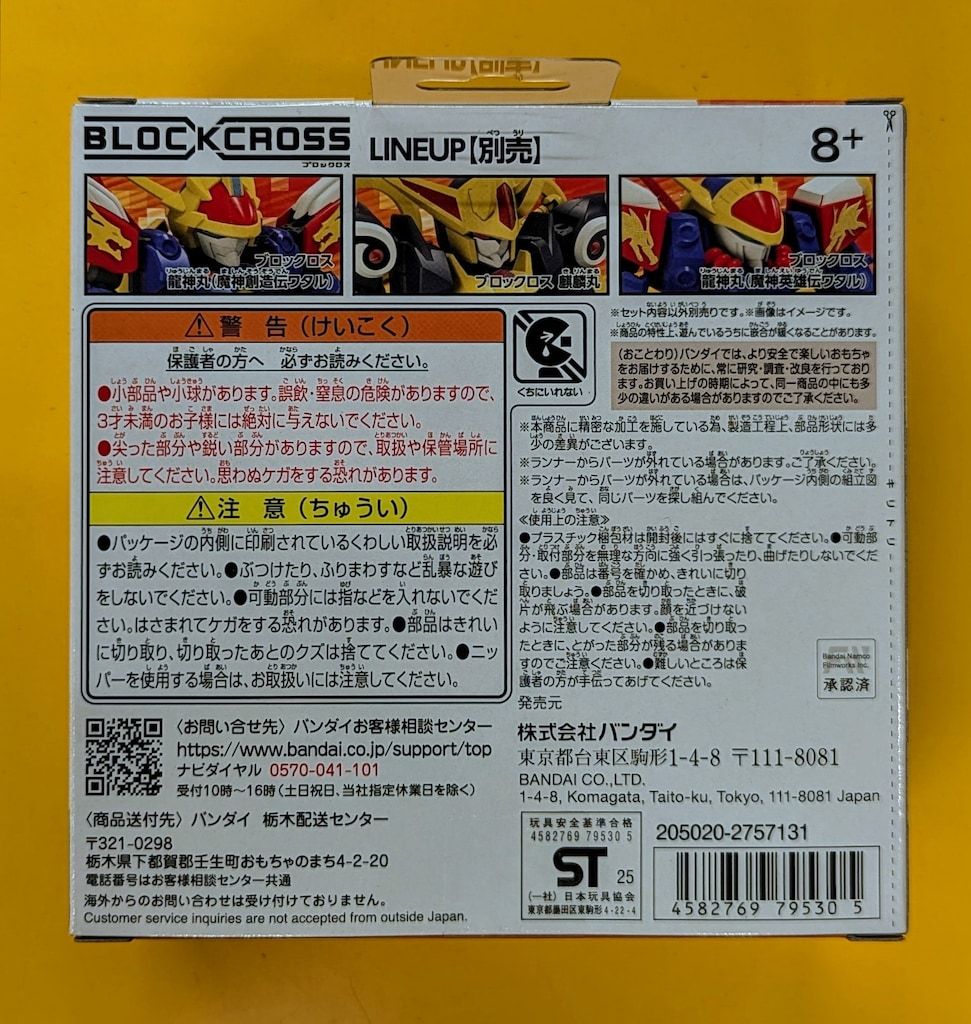 BLOCKCROSS
ブロックロス
LINEUP【別売】
8+
ブロックロス
龍神丸(魔神創造伝ワタル)
ブロックロス 麒麟丸
ブロックロス
龍神丸(魔神英雄伝ワタル)
⚠警 告(けいこく)
保護者の方へ 必ずお読みください。
●小部品や小球があります。誤飲・窒息の危険がありますので、
3才未満のお子様には絶対に与えないでください。
●尖った部分や鋭い部分がありますので、取扱や保管場所に
注意してください。思わぬケガをする恐れがあります。
⚠注 意(ちゅうい)
●パッケージの内側に印刷されているくわしい取扱説明を必
ずお読みください。●ぶつけたり、ふりまわすなど乱暴な遊び
をしないでください。●可動部分には指などを入れないでくだ
さい。はさまれてケガをする恐れがあります。●部品はきれい
に切り取り、切り取ったあとのクズは捨ててください。●ニッ
パーを使用する場合は、お取扱いには注意してください。
くちにいれない
※セット内容以外別売りです。※画像はイメージです。
※商品の特性上、遊んでいるうちに嵌合が緩くなることがあります。
(おことわり)バンダイでは、より安全で楽しいおもちゃ
をお届けするために、常に研究・調査・改良を行っており
ます。お買い上げの時期によって、同一商品の中にも多
少の違いがある場合がありますのでご了承ください。
※本商品に精密な加工を施している為、製造工程上、部品形状には多
少の差異がございます。
※ランナーからパーツが外れている場合があります。ご了承ください。
※ランナーからパーツが外れている場合は、パッケージ内側の組立図
を良く見て、同じパーツを探し組んでください。
≪使用上の注意≫
●プラスチック梱包材は開封後にはすぐに捨ててください。●可動部
分・取付部分を無理な方向に強く引っ張ったり、曲げたりしないでくだ
さい。●部品は番号を確かめ、きれいに切り
取りましょう。●部品を切り取ったときに、破
片が飛ぶ場合があります。顔を近づけない
ように注意してください。●部品を切り取っ
たときに、とがった部分が残る場合があり
ますのでご注意ください。●難しいところは保
護者の方が手伝ってあげてください。
キリトリ
Bandai Namco
Filmworks Inc.
承認済
発売元
株式会社バンダイ
東京都台東区駒形1-4-8 〒111-8081
BANDAI CO.,LTD.
1-4-8, Komagata, Taito-ku, Tokyo, 111-8081 Japan
〈お問い合せ先〉バンダイお客様相談センター
https://www.bandai.co.jp/support/top
ナビダイヤル 0570-041-101
受付10時～16時(土日祝日、当社指定休業日を除く)
〈商品送付先〉バンダイ 栃木配送センター
〒321-0298
栃木県下都賀郡壬生町おもちゃのまち4-2-20
電話番号はお客様相談センター共通
海外からのお問い合わせは受け付けておりません。
Customer service inquiries are not accepted from outside Japan.
玩具安全基準合格
4582769 79530 5
ST 25
(一社) 日本玩具協会
東京都墨田区東駒形4-22-4
205020-2757131
4582769 795305